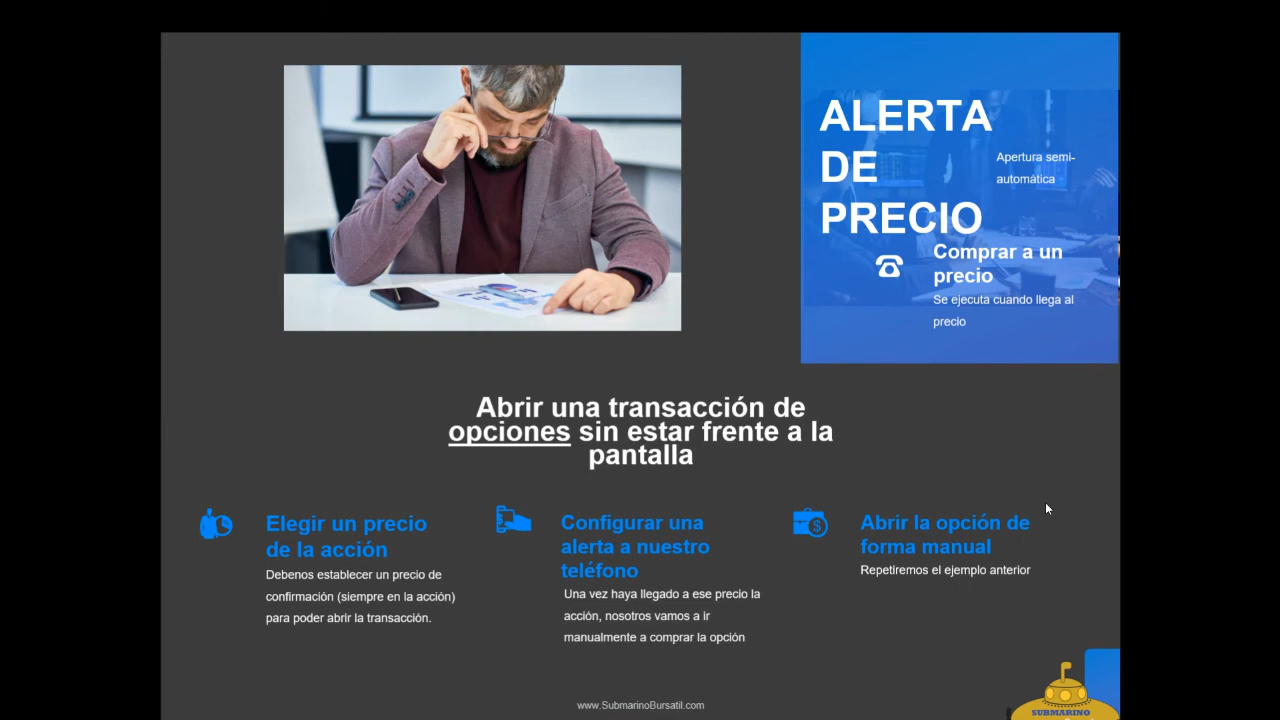 ALERTA
DE
PRECIO
Apertura semi-
automática
Comprar a un
precio
Se ejecuta cuando llega al
precio
Abrir una transacción de
opciones sin estar frente a la
pantalla
Elegir un precio
de la acción
Debenos establecer un precio de
confirmación (siempre en la acción)
para poder abrir la transacción.
Configurar una
alerta a nuestro
teléfono
Una vez haya llegado a ese precio la
acción, nosotros vamos a ir
manualmente a comprar la opción
Abrir la opción de
forma manual
Repetiremos el ejemplo anterior
www.SubmarinoBursatil.com
SUBMARINO